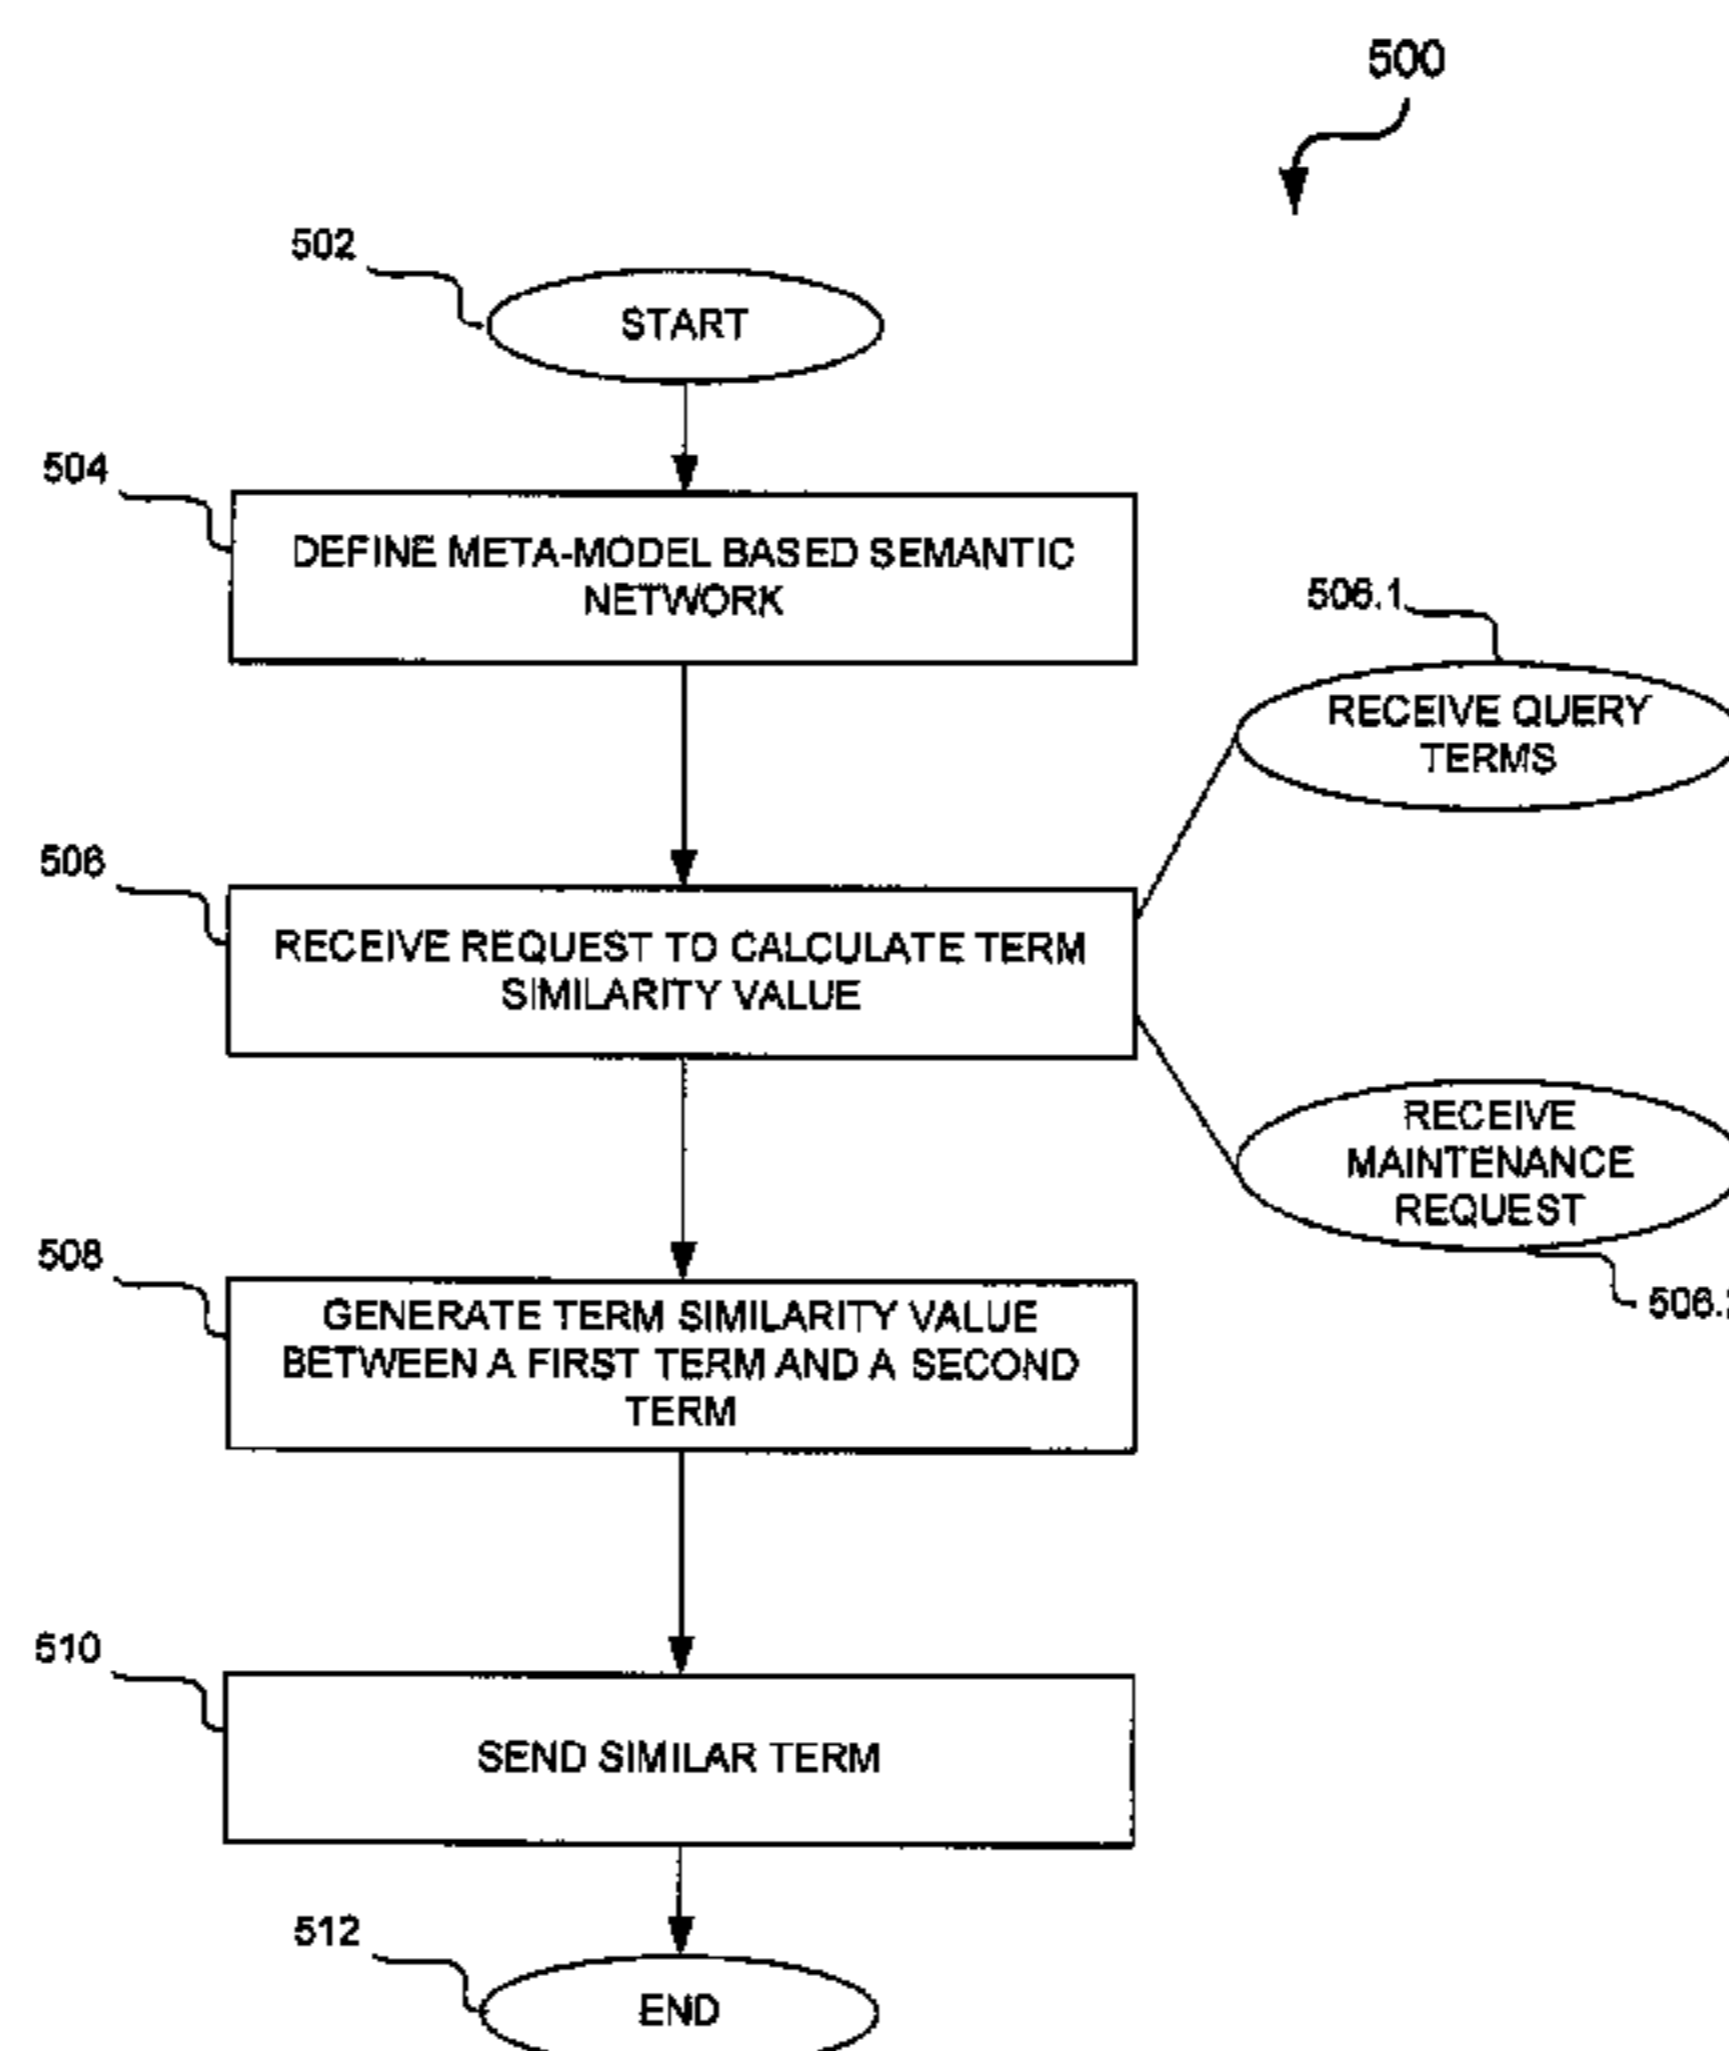 500
502
START
504
DEFINE META-MODEL BASED SEMANTIC
NETWORK
506.1
RECEIVE QUERY
TERMS
506
RECEIVE REQUEST TO CALCULATE TERM
SIMILARITY VALUE
RECEIVE
MAINTENANCE
REQUEST
508
506.
GENERATE TERM SIMILARITY VALUE
BETWEEN A FIRST TERM AND A SECOND
TERM
510
SEND SIMILAR TERM
512
END